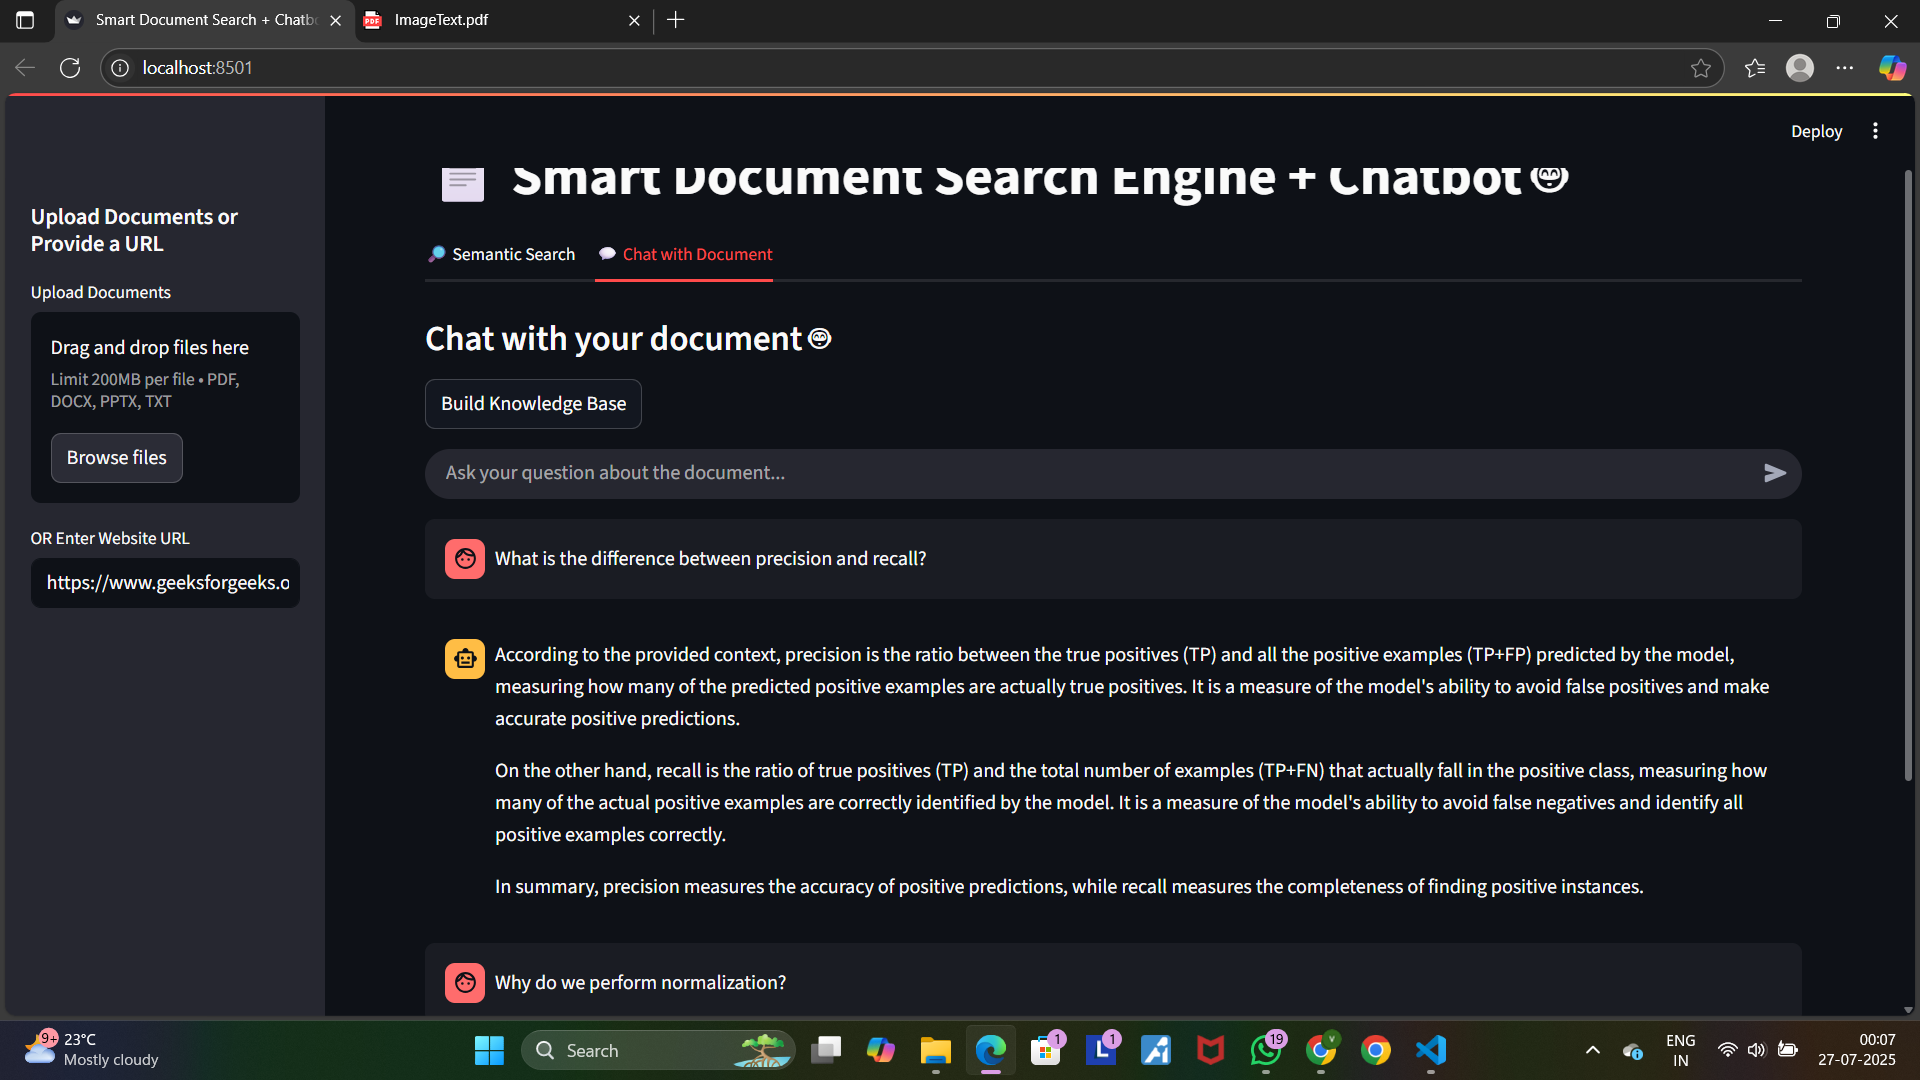 Smart Document Search + Chatb
ImageText.pdf
localhost:8501
Deploy
Smart Document Search Engine + Chatbot
Upload Documents or
Provide a URL
Upload Documents
Drag and drop files here
Limit 200MB per file • PDF,
DOCX, PPTX, TXT
Browse files
OR Enter Website URL
https://www.geeksforgeeks.o
Semantic Search
Chat with Document
Chat with your document
Build Knowledge Base
Ask your question about the document...
What is the difference between precision and recall?
According to the provided context, precision is the ratio between the true positives (TP) and all the positive examples (TP+FP) predicted by the model,
measuring how many of the predicted positive examples are actually true positives. It is a measure of the model's ability to avoid false positives and make
accurate positive predictions.
On the other hand, recall is the ratio of true positives (TP) and the total number of examples (TP+FN) that actually fall in the positive class, measuring how
many of the actual positive examples are correctly identified by the model. It is a measure of the model's ability to avoid false negatives and identify all
positive examples correctly.
In summary, precision measures the accuracy of positive predictions, while recall measures the completeness of finding positive instances.
Why do we perform normalization?
9+
23°C
Mostly cloudy
Search
1
L
1
19
V
ENG
IN
00:07
27-07-2025